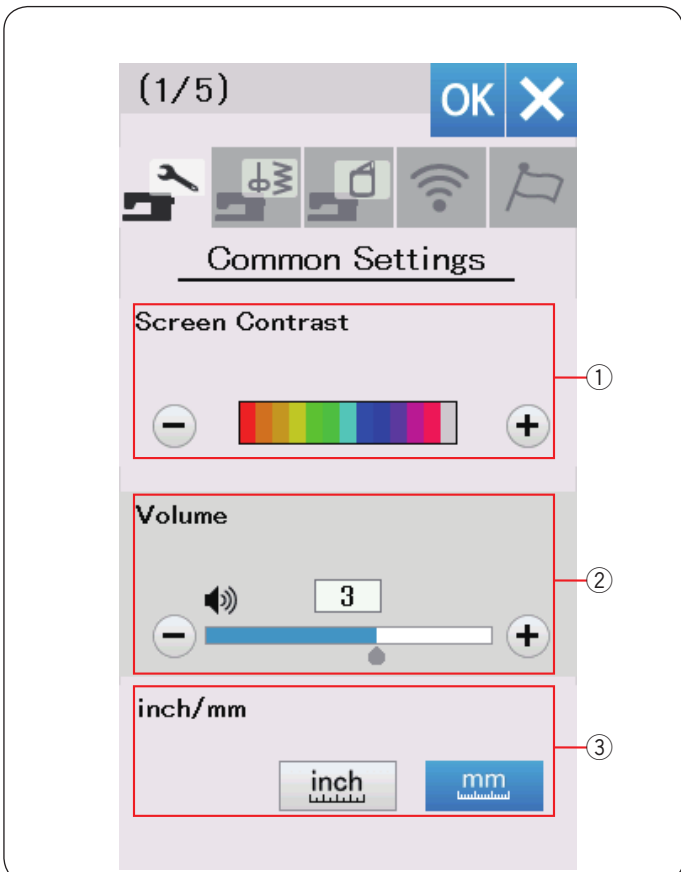 (1/5)
OK
Common Settings
Screen Contrast
①
Volume
3
②
inch/mm
③
inch
mm